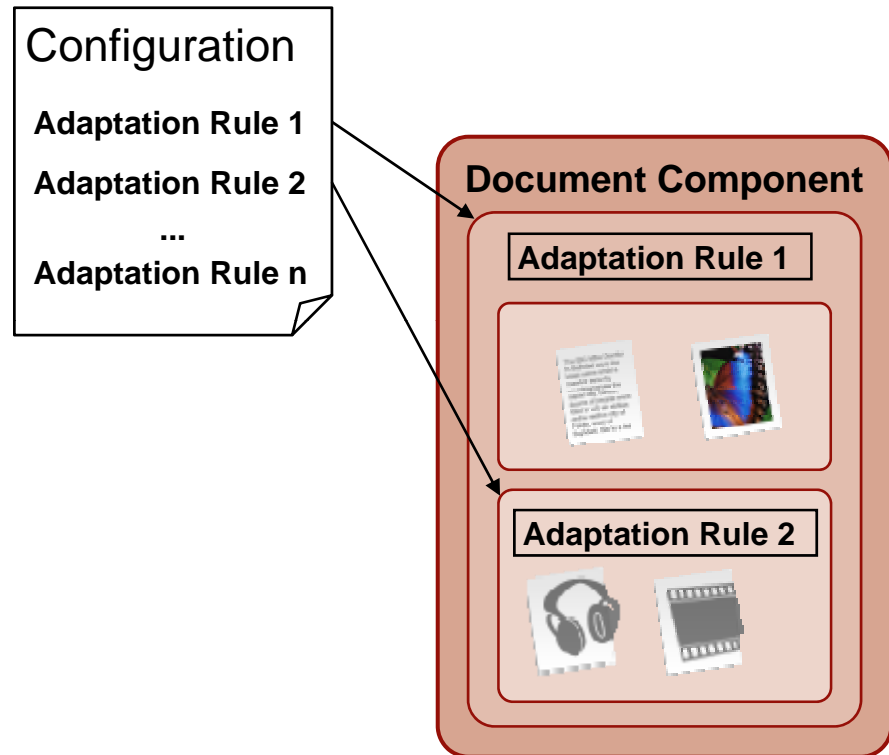 Configuration
Adaptation Rule 1
Adaptation Rule 2
...
Adaptation Rule n
Document Component
Adaptation Rule 1
Adaptation Rule 2